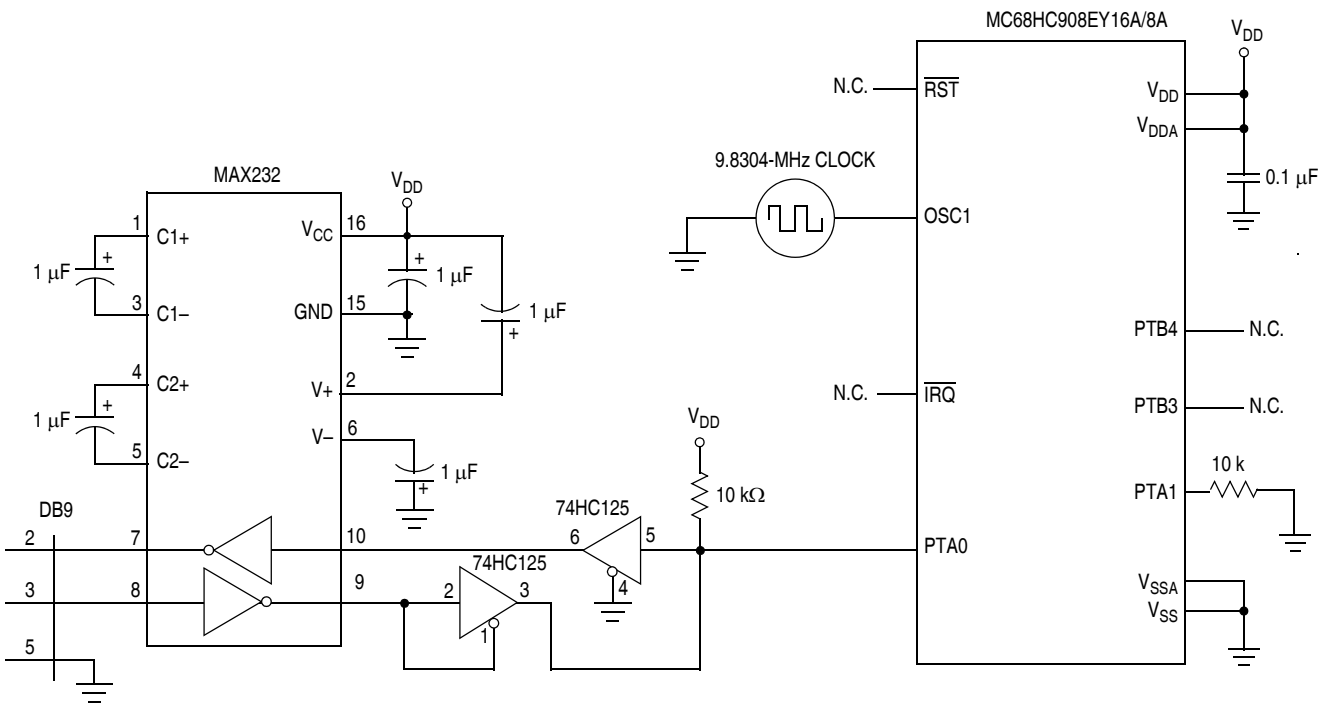 MC68HC908EY16A/8A
VDD
N.C.
RST
VDD
VDDA
0.1 µF
9.8304-MHz CLOCK
OSC1
MAX232
VDD
1
C1+
VCC
16
1 µF
+
+
1 µF
3
C1–
GND
15
1 µF
+
4
C2+
V+
2
1 µF
+
5
C2–
V–
6
1 µF
+
N.C.
IRQ
PTB4
N.C.
PTB3
N.C.
VDD
10 kΩ
PTA1
10 k
DB9
2
7
10
74HC125
6
5
4
PTA0
3
8
9
74HC125
2
3
1
5
VSSA
VSS